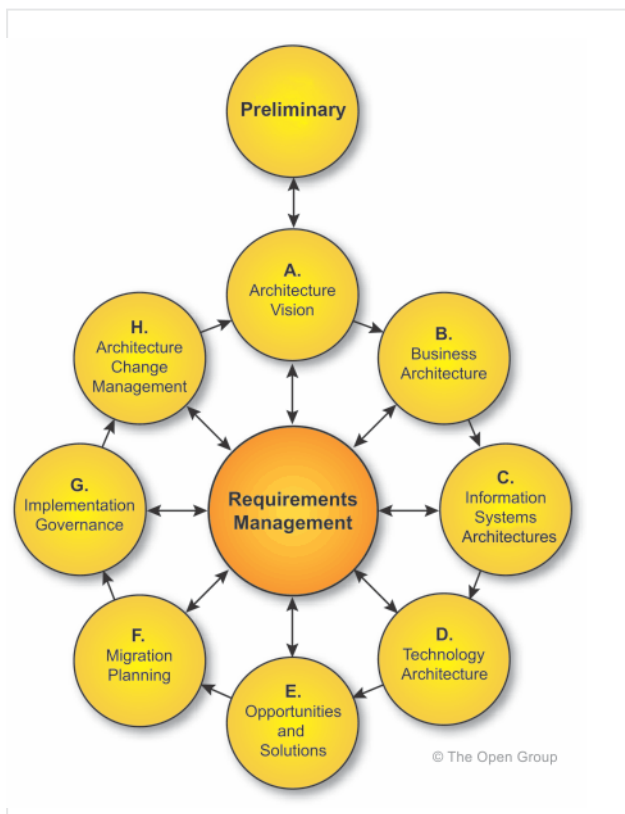 Preliminary
A.
Architecture
Vision
B.
Business
Architecture
C.
Information
Systems
Architectures
D.
Technology
Architecture
E.
Opportunities
and
Solutions
F.
Migration
Planning
G.
Implementation
Governance
H.
Architecture
Change
Management
Requirements
Management
© The Open Group